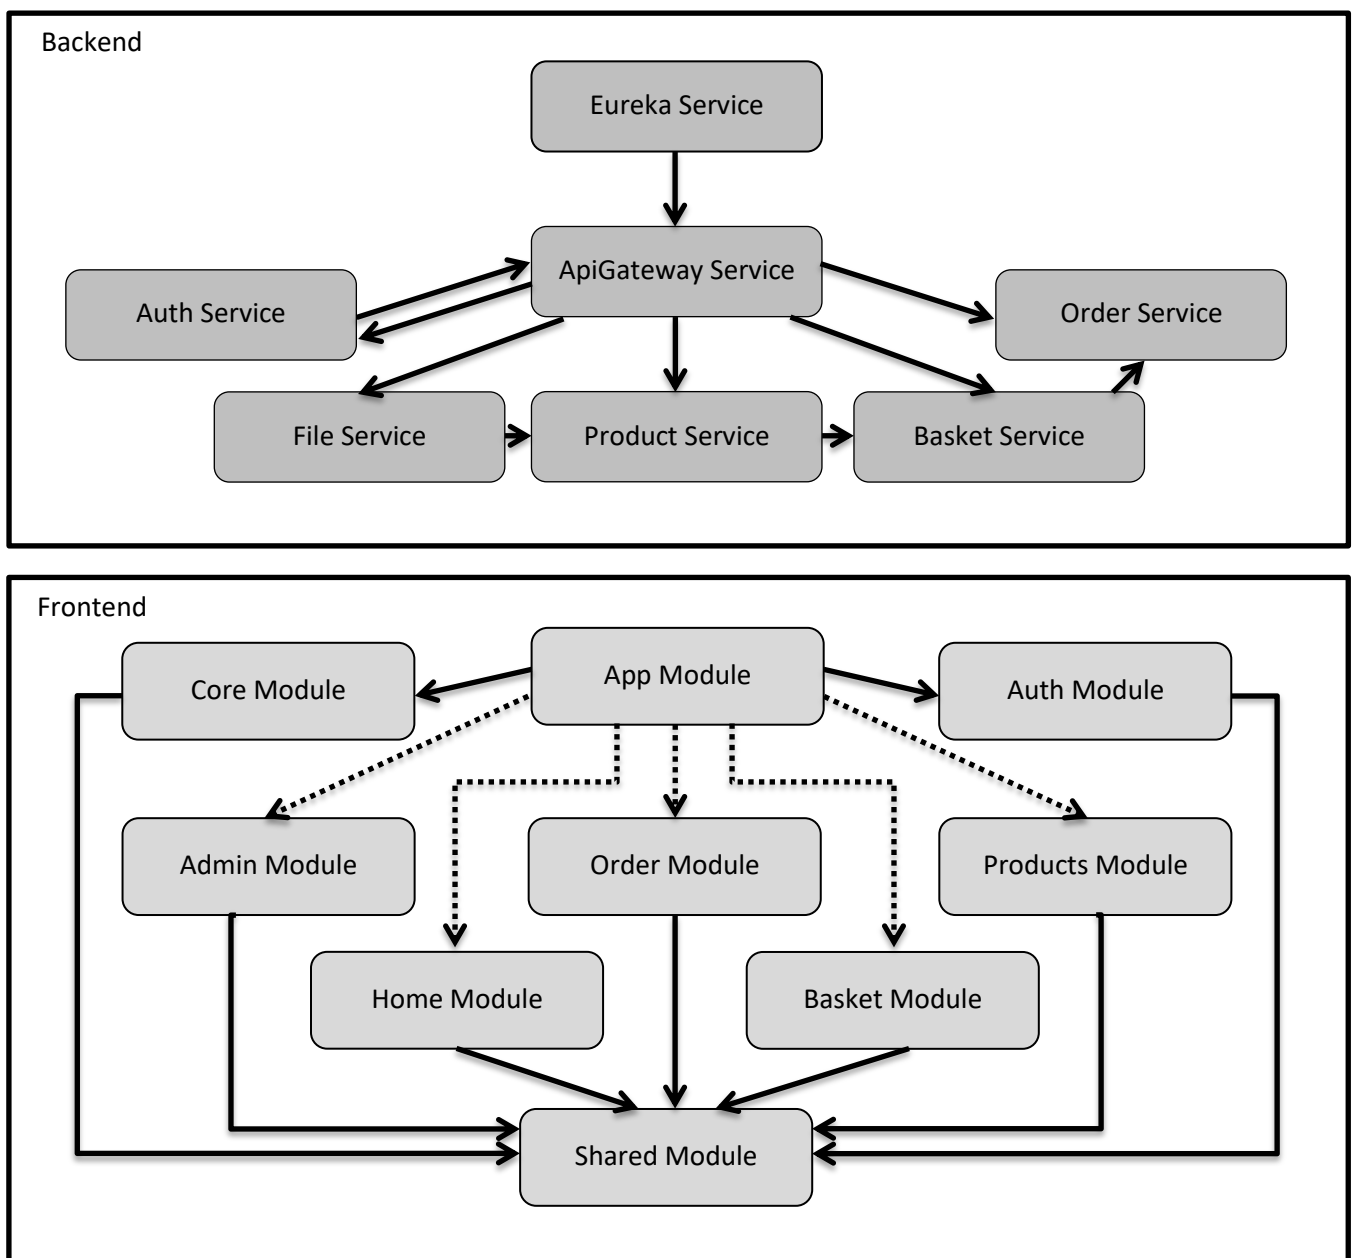 Backend
Eureka Service
ApiGateway Service
Auth Service
Order Service
File Service
Product Service
Basket Service
Frontend
App Module
Core Module
Auth Module
Admin Module
Order Module
Products Module
Home Module
Basket Module
Shared Module